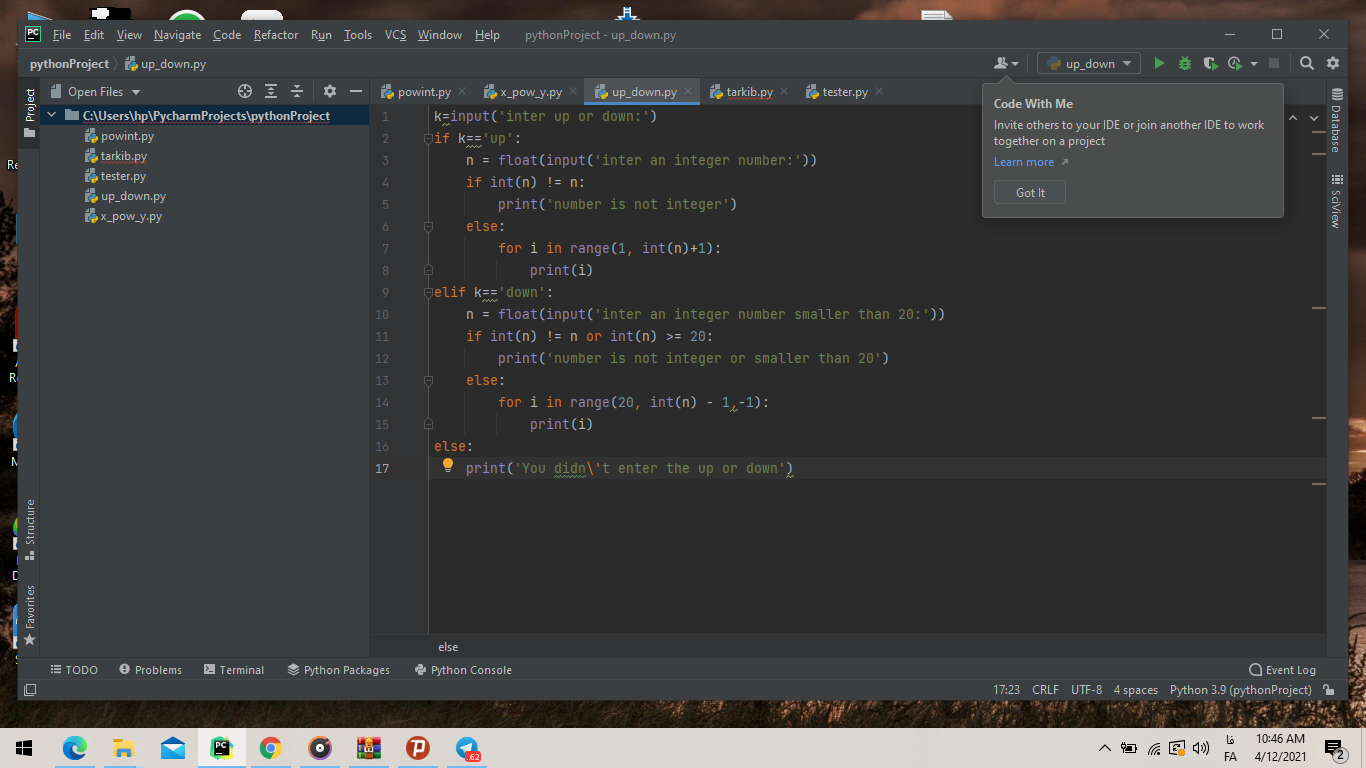 File Edit View Navigate Code Refactor Run Tools VCS Window Help pythonProject - up_down.py
pythonProject up_down.py up_down
Project
Open Files
powint.py x_pow_y.py up_down.py tarkib.py tester.py
C:\Users\hp\PycharmProjects\pythonProject
powint.py
tarkib.py
tester.py
up_down.py
x_pow_y.py
1 k=input('inter up or down:')
2 if k=='up':
3 n = float(input('inter an integer number:'))
4 if int(n) != n:
5 print('number is not integer')
6 else:
7 for i in range(1, int(n)+1):
8 print(i)
9 elif k=='down':
10 n = float(input('inter an integer number smaller than 20:'))
11 if int(n) != n or int(n) >= 20:
12 print('number is not integer or smaller than 20')
13 else:
14 for i in range(20, int(n) - 1,-1):
15 print(i)
16 else:
17 print('You didn\'t enter the up or down')
Code With Me
Invite others to your IDE or join another IDE to work
together on a project
Learn more
Got It
Database
SciView
Structure
Favorites
else
TODO Problems Terminal Python Packages Python Console Event Log
17:23 CRLF UTF-8 4 spaces Python 3.9 (pythonProject)
فا 10:46 AM
FA 4/12/2021